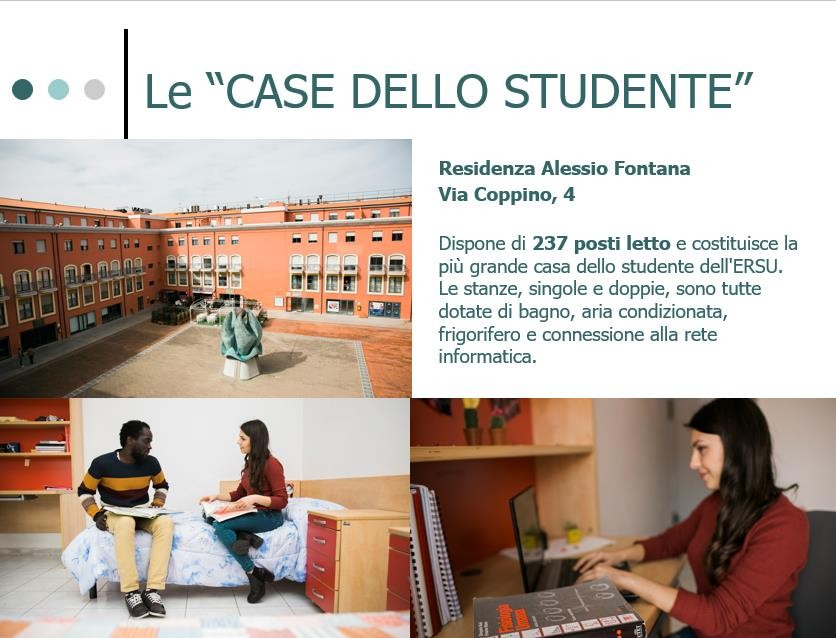 Le “CASE DELLO STUDENTE”
Residenza Alessio Fontana
Via Coppino, 4
Dispone di 237 posti letto e costituisce la
più grande casa dello studente dell'ERSU.
Le stanze, singole e doppie, sono tutte
dotate di bagno, aria condizionata,
frigorifero e connessione alla rete
informatica.
Fisiologia
Umana